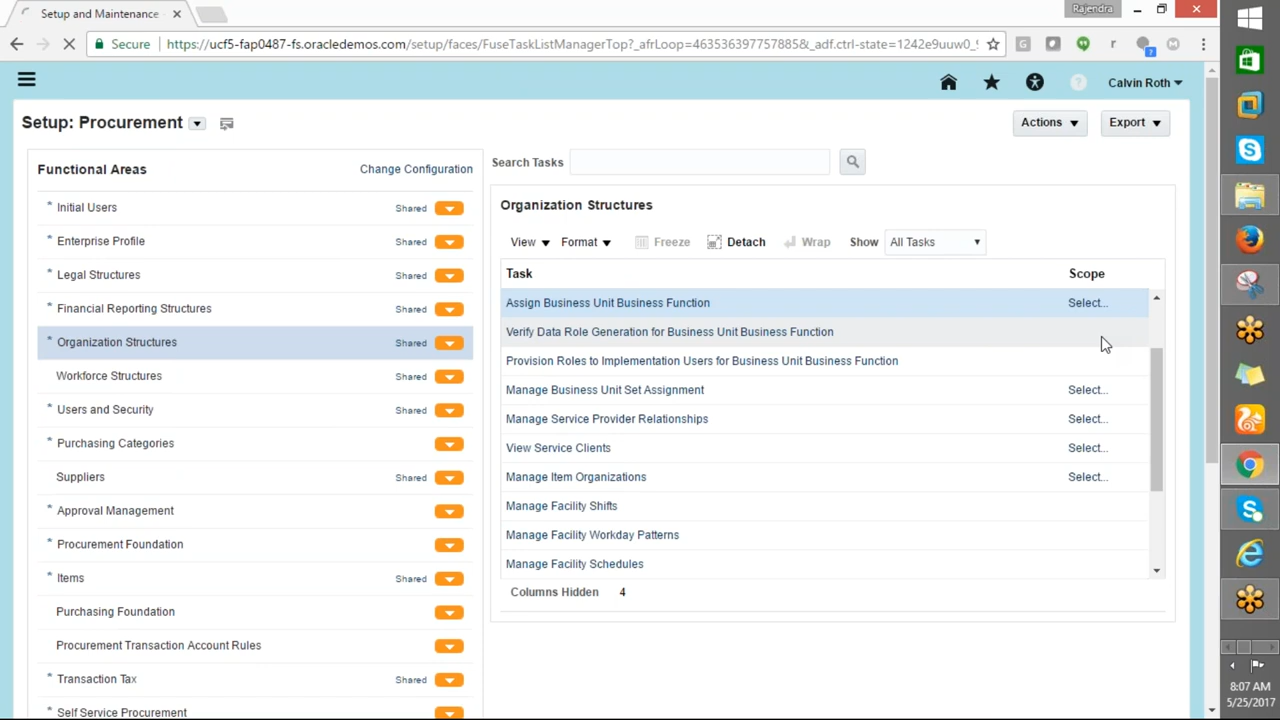 Setup and Maintenance
Rajendra
Secure
https://ucf5-fap0487-fs.oracledemos.com/setup/faces/FuseTaskListManagerTop?_afrLoop=4635363977577885&_adf.ctrl-state=1242e9uuw0_
Calvin Roth
Setup: Procurement
Actions
Export
Functional Areas
Change Configuration
Search Tasks
* Initial Users Shared
* Enterprise Profile Shared
* Legal Structures Shared
* Financial Reporting Structures Shared
* Organization Structures Shared
Workforce Structures Shared
* Users and Security Shared
* Purchasing Categories
Suppliers Shared
* Approval Management
* Procurement Foundation
* Items Shared
Purchasing Foundation
Procurement Transaction Account Rules
* Transaction Tax Shared
* Self Service Procurement
Organization Structures
View Format Freeze Detach Wrap Show All Tasks
Task Scope
Assign Business Unit Business Function Select...
Verify Data Role Generation for Business Unit Business Function
Provision Roles to Implementation Users for Business Unit Business Function
Manage Business Unit Set Assignment Select...
Manage Service Provider Relationships Select...
View Service Clients Select...
Manage Item Organizations Select...
Manage Facility Shifts
Manage Facility Workday Patterns
Manage Facility Schedules
Columns Hidden 4
8:07 AM
5/25/2017